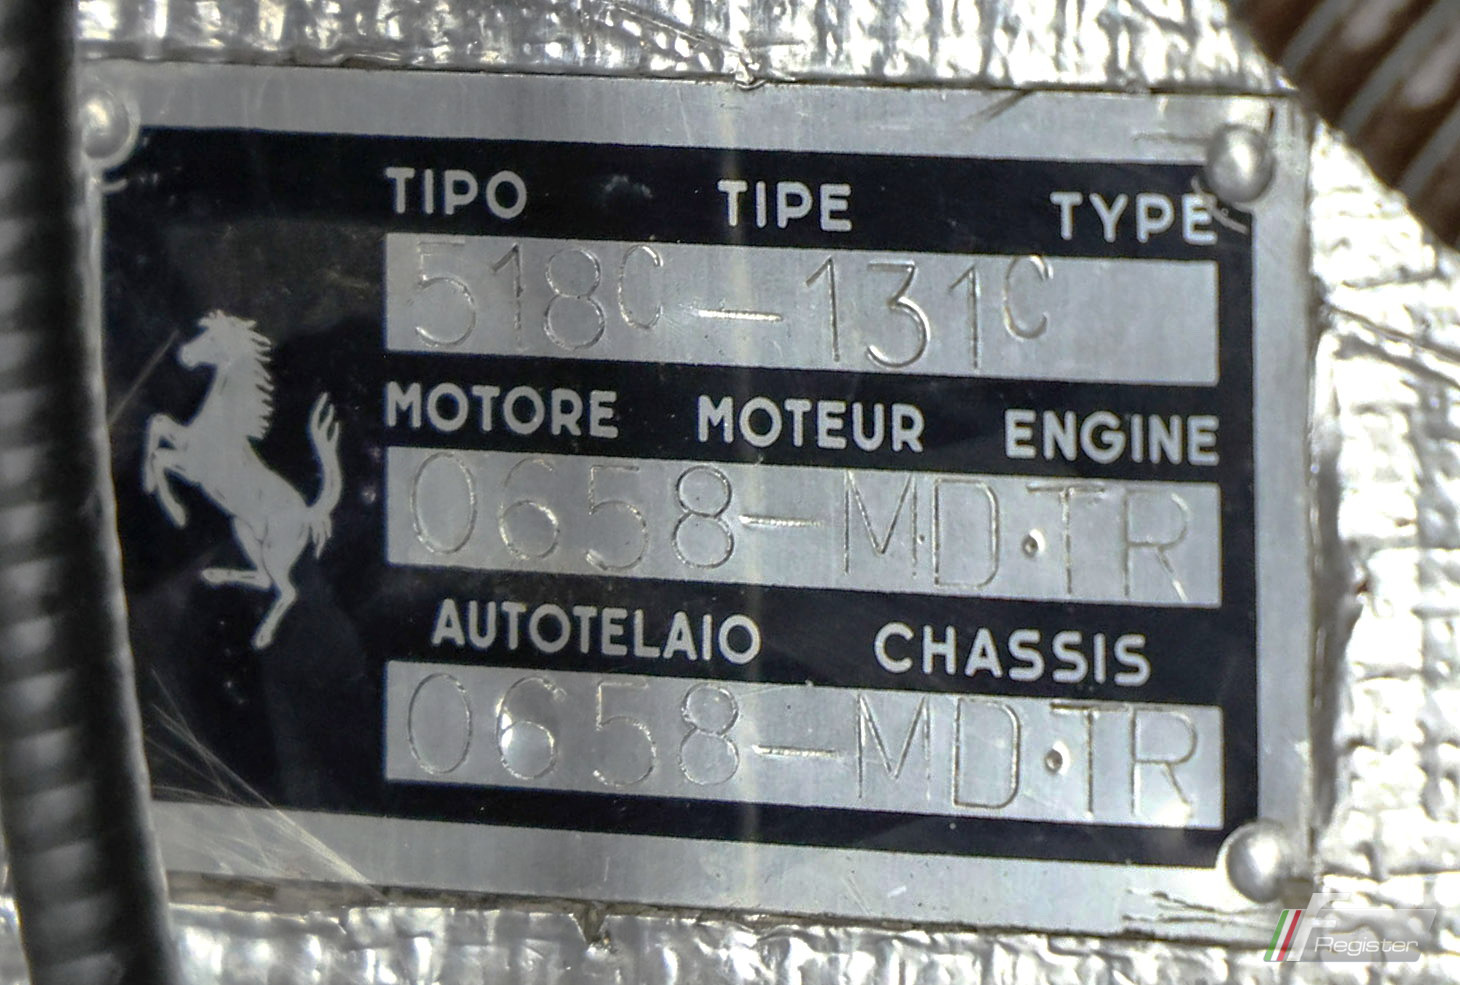 TIPO TIPE TYPE
518C-131C
MOTORE MOTEUR ENGINE
0658-MD·TR
AUTOTELAIO CHASSIS
0658-MD·TR
Register